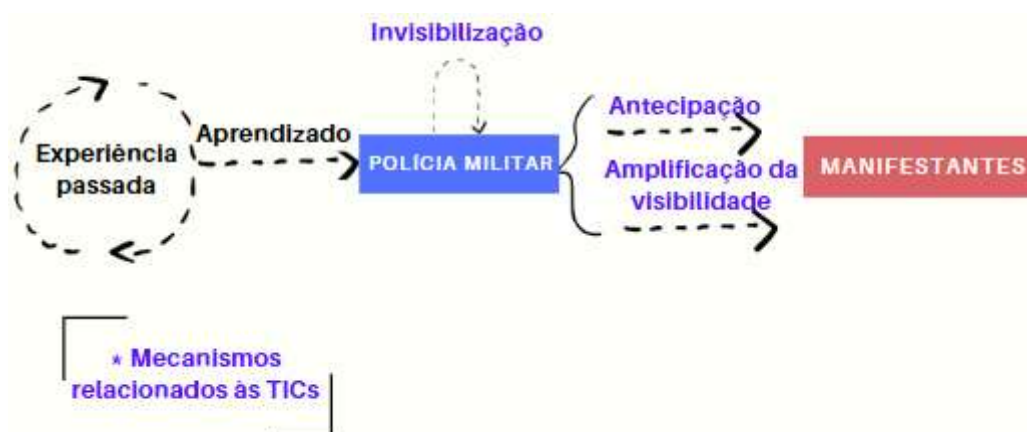 Invisibilização
Experiência
passada
Aprendizado
POLÍCIA MILITAR
Antecipação
Amplificação da
visibilidade
MANIFESTANTES
* Mecanismos
relacionados às TICs